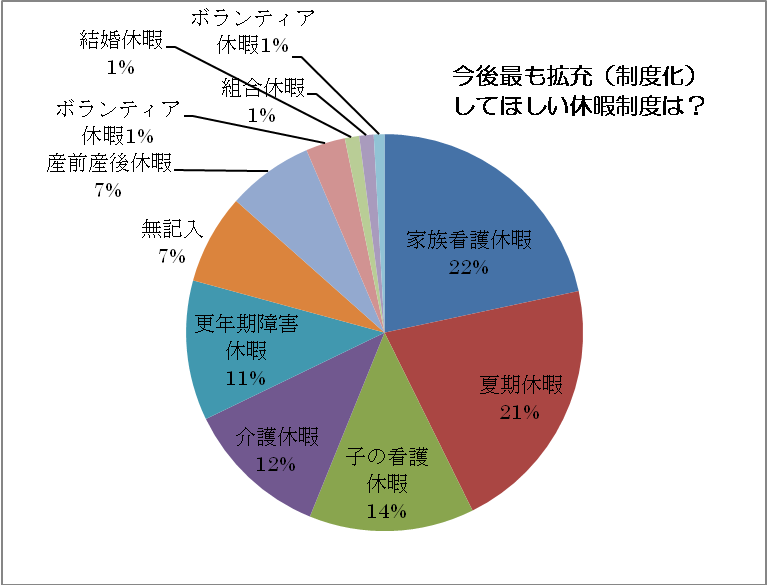 今後最も拡充（制度化）
してほしい休暇制度は？
家族看護休暇
22%
夏期休暇
21%
子の看護
休暇
14%
介護休暇
12%
更年期障害
休暇
11%
無記入
7%
産前産後休暇
7%
ボランティア
休暇1%
結婚休暇
1%
組合休暇
1%
ボランティア
休暇1%